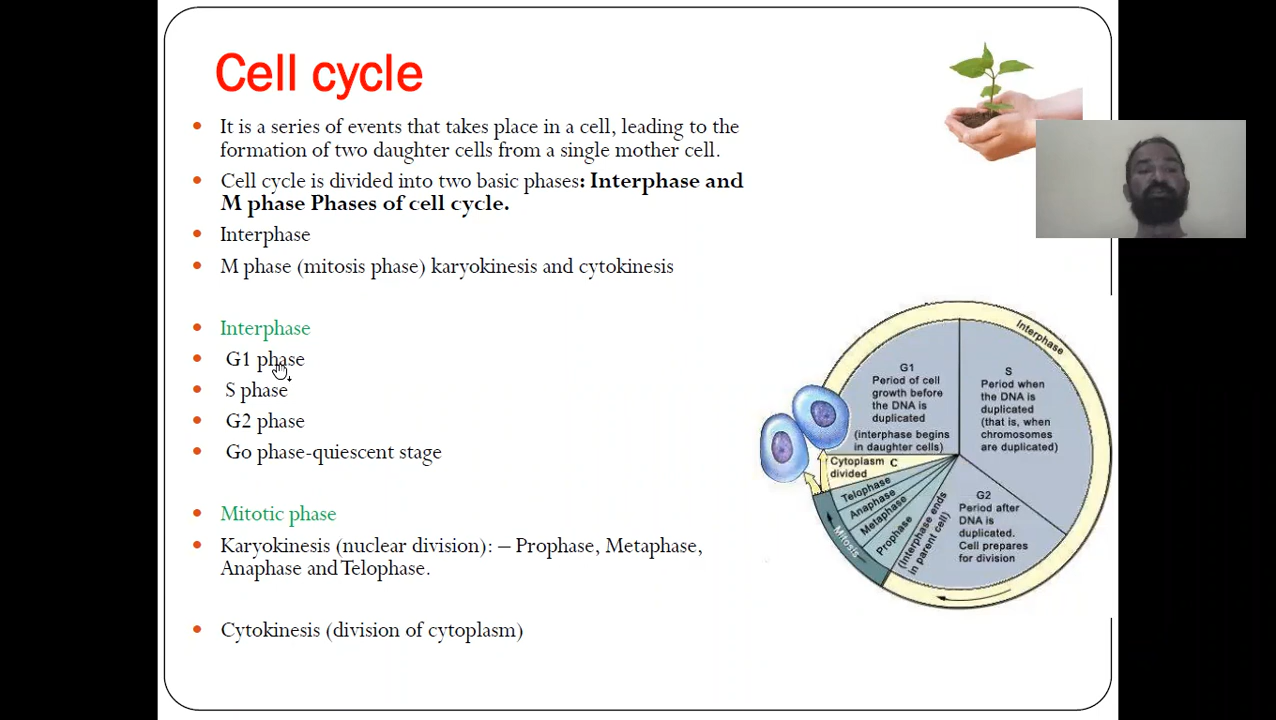 Cell cycle
It is a series of events that takes place in a cell, leading to the
formation of two daughter cells from a single mother cell.
Cell cycle is divided into two basic phases: Interphase and
M phase Phases of cell cycle.
Interphase
M phase (mitosis phase) karyokinesis and cytokinesis
Interphase
G1 phase
S phase
G2 phase
Go phase-quiescent stage
Mitotic phase
Karyokinesis (nuclear division): – Prophase, Metaphase,
Anaphase and Telophase.
Cytokinesis (division of cytoplasm)
Interphase
G1
Period of cell
growth before
the DNA is
duplicated
(interphase begins
in daughter cells)
S
Period when
the DNA is
duplicated
(that is, when
chromosomes
are duplicated)
G2
Period after
DNA is
duplicated.
Cell prepares
for division
(Interphase ends
in parent cell)
Cytoplasm C
divided
Telophase
Anaphase
Metaphase
Prophase
Mitosis